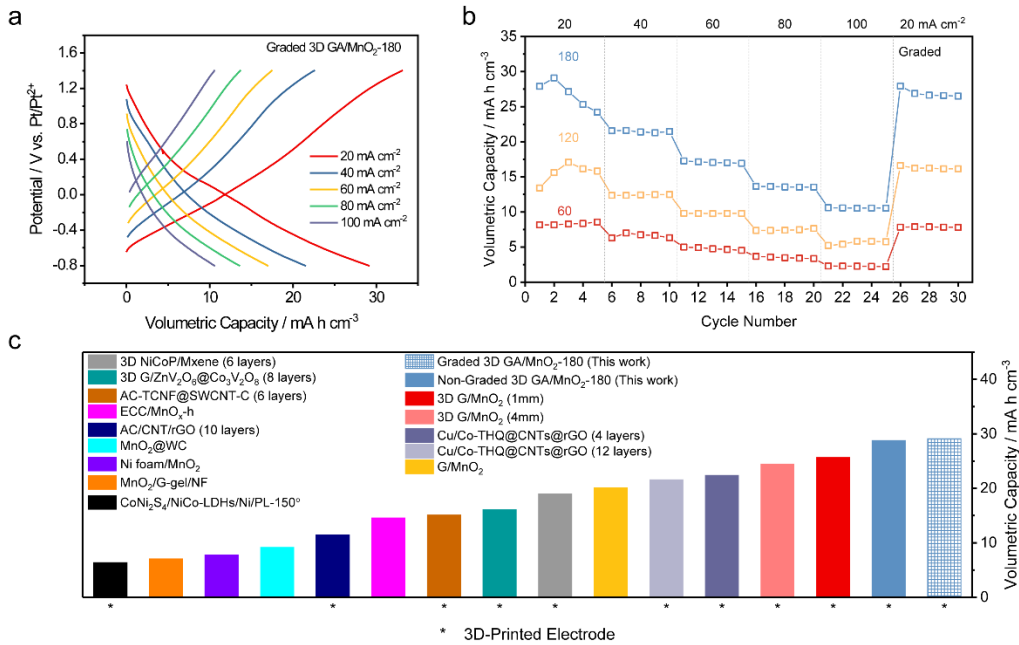 a
Graded 3D GA/MnO₂-180
Potential / V vs. Pt/Pt²⁺
1.6
1.2
0.8
0.4
0.0
-0.4
-0.8
20 mA cm⁻²
40 mA cm⁻²
60 mA cm⁻²
80 mA cm⁻²
100 mA cm⁻²
0 10 20 30
Volumetric Capacity / mA h cm⁻³
b
20 40 60 80 100 20 mA cm⁻²
Graded
Volumetric Capacity / mA h cm⁻³
35
30
25
20
15
10
5
0
180
120
60
0 2 4 6 8 10 12 14 16 18 20 22 24 26 28 30
Cycle Number
c
3D NiCoP/Mxene (6 layers)
3D G/ZnV₂O₆@Co₃V₂O₈ (8 layers)
AC-TCNF@SWCNT-C (6 layers)
ECC/MnOₓ-h
AC/CNT/rGO (10 layers)
MnO₂@WC
Ni foam/MnO₂
MnO₂/G-gel/NF
CoNi₂S₄/NiCo-LDHs/Ni/PL-150°
Graded 3D GA/MnO₂-180 (This work)
Non-Graded 3D GA/MnO₂-180 (This work)
3D G/MnO₂ (1mm)
3D G/MnO₂ (4mm)
Cu/Co-THQ@CNTs@rGO (4 layers)
Cu/Co-THQ@CNTs@rGO (12 layers)
G/MnO₂
40
30
20
10
0
Volumetric Capacity / mA h cm⁻³
* * * * * * * * * * *
* 3D-Printed Electrode